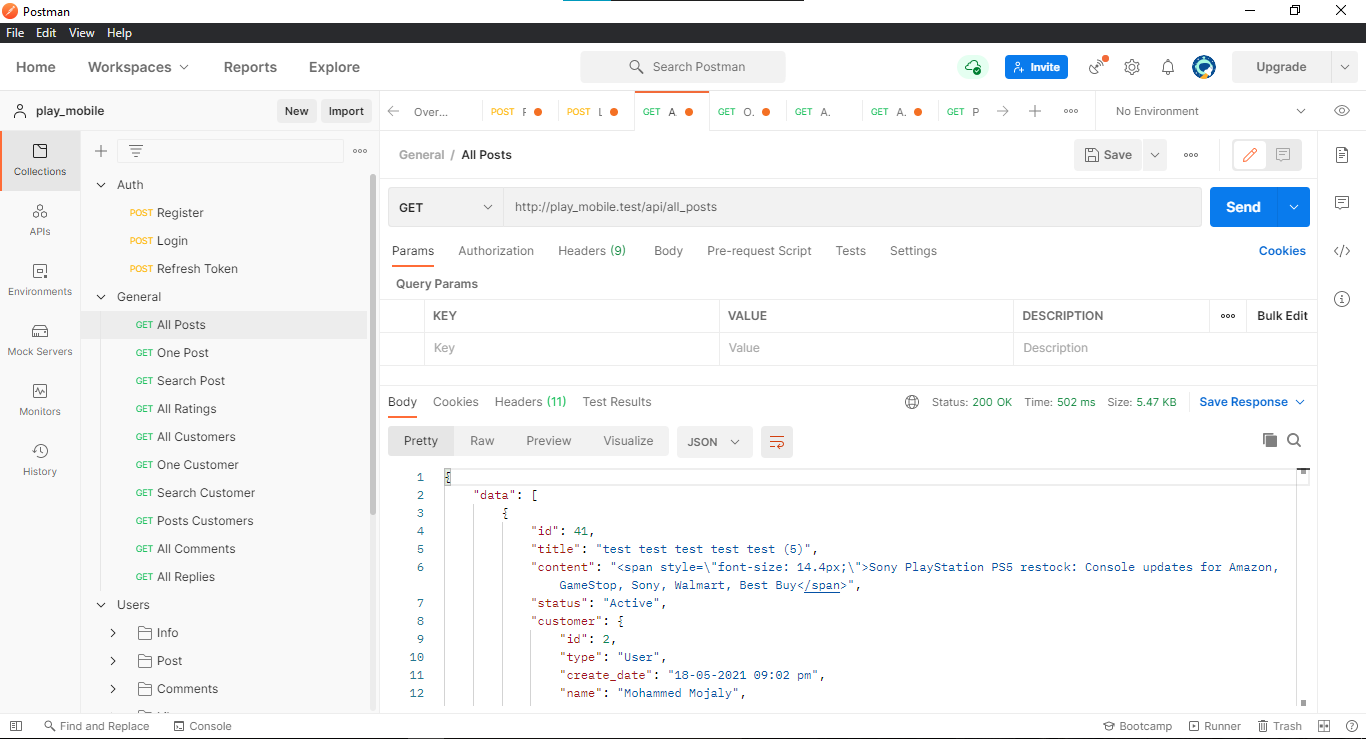 Postman
File Edit View Help
Home Workspaces Reports Explore Search Postman Invite Upgrade
play_mobile New Import
Overv... POST POST L GET A. GET O. GET A. GET A. GET P No Environment
Collections
APIs
Environments
Mock Servers
Monitors
History
Auth
POST Register
POST Login
POST Refresh Token
General
GET All Posts
GET One Post
GET Search Post
GET All Ratings
GET All Customers
GET One Customer
GET Search Customer
GET Posts Customers
GET All Comments
GET All Replies
Users
Info
Post
Comments
General / All Posts Save
GET http://play_mobile.test/api/all_posts Send
Params Authorization Headers (9) Body Pre-request Script Tests Settings Cookies
Query Params
KEY VALUE DESCRIPTION Bulk Edit
Key Value Description
Body Cookies Headers (11) Test Results Status: 200 OK Time: 502 ms Size: 5.47 KB Save Response
Pretty Raw Preview Visualize JSON
1 {
2 "data": [
3 {
4 "id": 41,
5 "title": "test test test test test (5)",
6 "content": "<span style=\"font-size: 14.4px;\">Sony PlayStation PS5 restock: Console updates for Amazon,
GameStop, Sony, Walmart, Best Buy</span>",
7 "status": "Active",
8 "customer": {
9 "id": 2,
10 "type": "User",
11 "create_date": "18-05-2021 09:02 pm",
12 "name": "Mohammed Mojaly",
Find and Replace Console Bootcamp Runner Trash